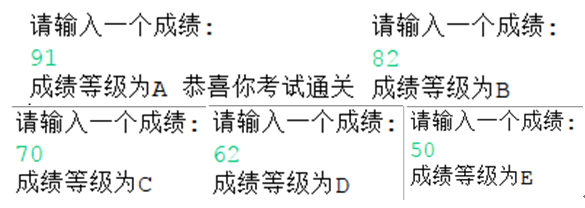 请输入一个成绩:
91
成绩等级为A 恭喜你考试通关
请输入一个成绩:
82
成绩等级为B
请输入一个成绩:
70
成绩等级为C
请输入一个成绩:
62
成绩等级为D
请输入一个成绩:
50
成绩等级为E